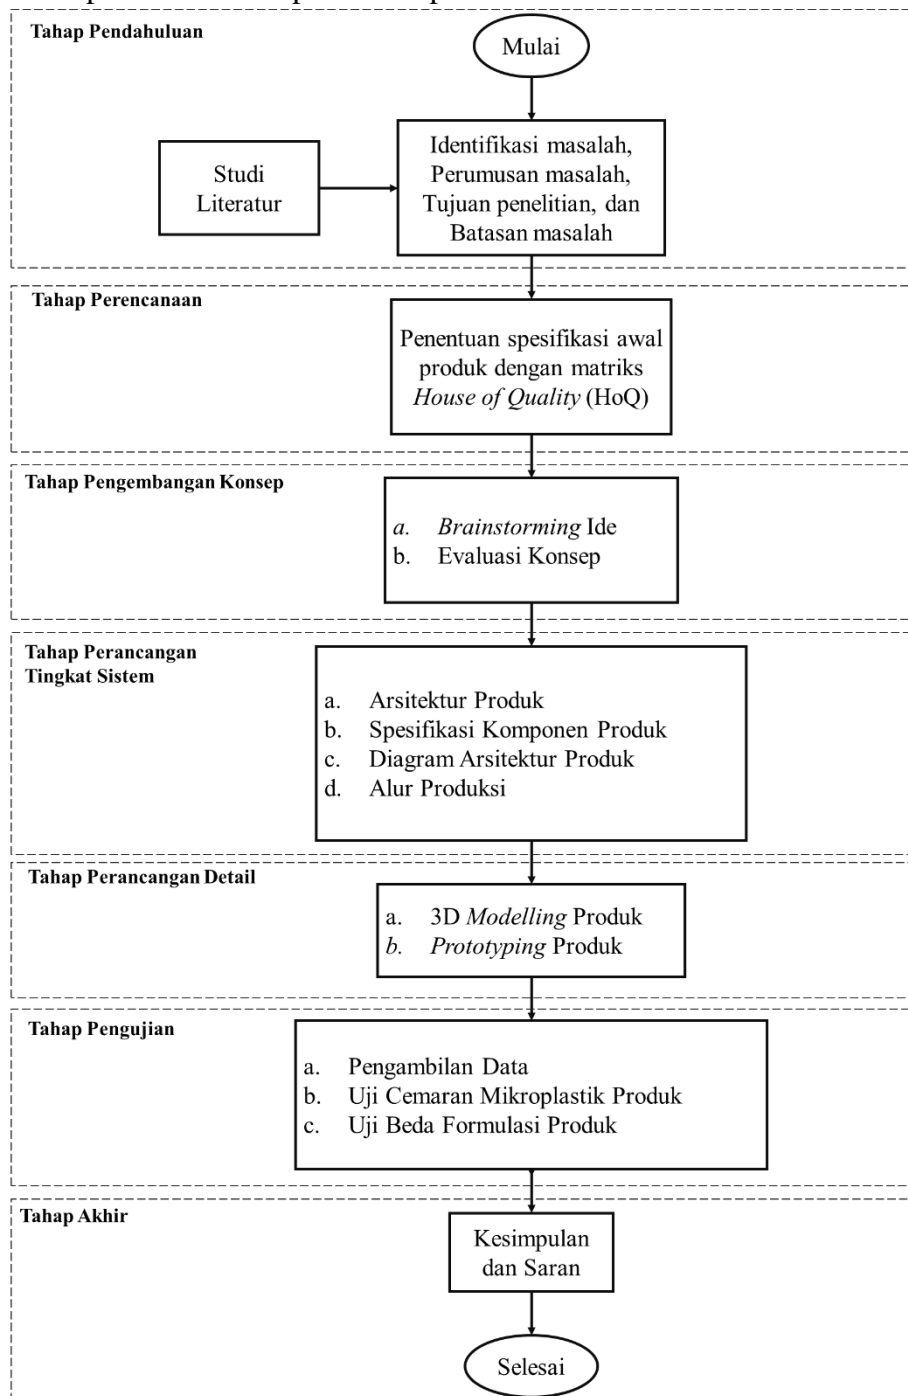 Tahap Pendahuluan
Mulai
Studi
Literatur
Identifikasi masalah,
Perumusan masalah,
Tujuan penelitian, dan
Batasan masalah
Tahap Perencanaan
Penentuan spesifikasi awal
produk dengan matriks
House of Quality (HoQ)
Tahap Pengembangan Konsep
a. Brainstorming Ide
b. Evaluasi Konsep
Tahap Perancangan
Tingkat Sistem
a. Arsitektur Produk
b. Spesifikasi Komponen Produk
c. Diagram Arsitektur Produk
d. Alur Produksi
Tahap Perancangan Detail
a. 3D Modelling Produk
b. Prototyping Produk
Tahap Pengujian
a. Pengambilan Data
b. Uji Cemaran Mikroplastik Produk
c. Uji Beda Formulasi Produk
Tahap Akhir
Kesimpulan
dan Saran
Selesai